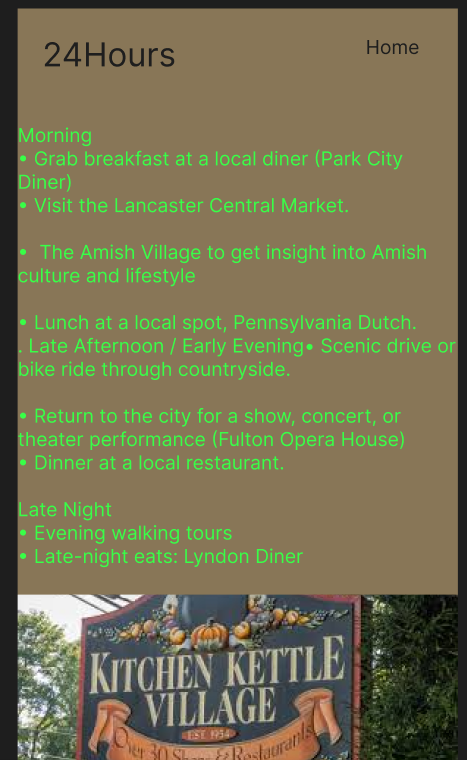 24Hours
Home
Morning
• Grab breakfast at a local diner (Park City
Diner)
• Visit the Lancaster Central Market.
•  The Amish Village to get insight into Amish
culture and lifestyle
• Lunch at a local spot, Pennsylvania Dutch.
. Late Afternoon / Early Evening• Scenic drive or
bike ride through countryside.
• Return to the city for a show, concert, or
theater performance (Fulton Opera House)
• Dinner at a local restaurant.
Late Night
• Evening walking tours
• Late-night eats: Lyndon Diner
KITCHEN KETTLE
VILLAGE
EST. 1954
Over 30 Shops & Restaurants